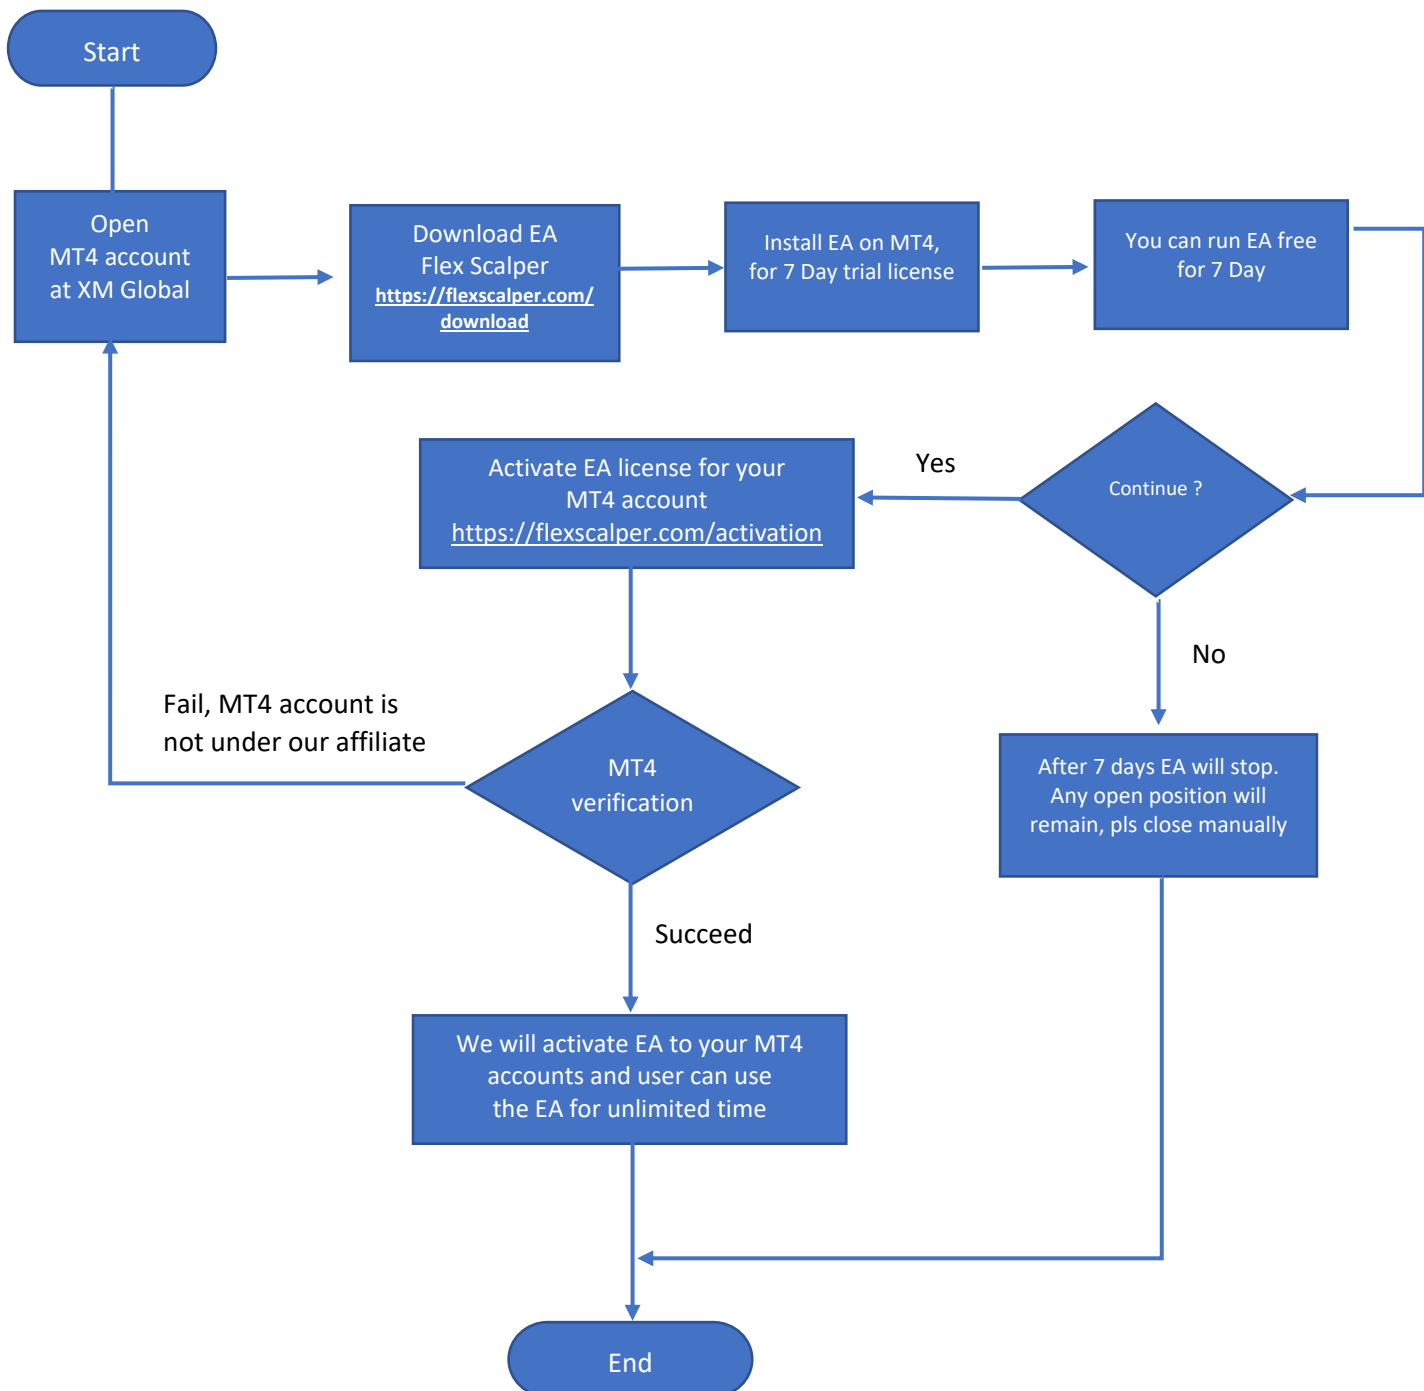 Start
Open
MT4 account
at XM Global
Download EA
Flex Scalper
https://flexscalper.com/
download
Install EA on MT4,
for 7 Day trial license
You can run EA free
for 7 Day
Continue ?
Yes
Activate EA license for your
MT4 account
https://flexscalper.com/activation
No
Fail, MT4 account is
not under our affiliate
MT4
verification
After 7 days EA will stop.
Any open position will
remain, pls close manually
Succeed
We will activate EA to your MT4
accounts and user can use
the EA for unlimited time
End